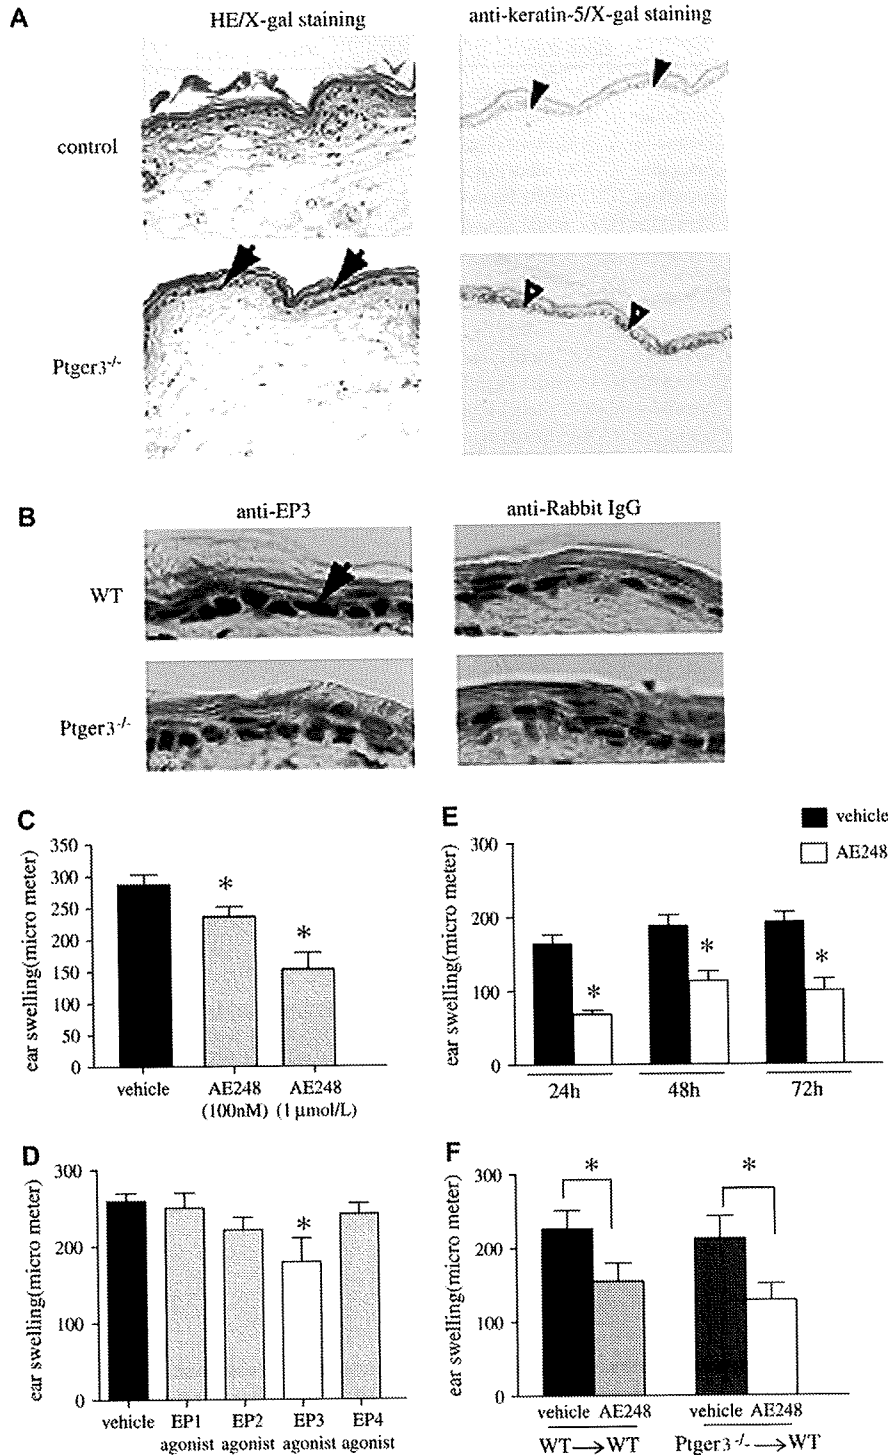 A
HE/X-gal staining
anti-keratin-5/X-gal staining
control
Ptger3-/-
B
anti-EP3
anti-Rabbit IgG
WT
Ptger3-/-
C
ear swelling(micro meter)
350
300
250
200
150
100
50
0
*
*
vehicle
AE248
(100nM)
AE248
(1 μmol/L)
E
vehicle
AE248
ear swelling(micro meter)
300
200
100
0
*
*
*
24h
48h
72h
D
ear swelling(micro meter)
300
200
100
0
*
vehicle
EP1
agonist
EP2
agonist
EP3
agonist
EP4
agonist
F
ear swelling(micro meter)
300
200
100
0
*
*
vehicle AE248
vehicle AE248
WT→WT
Ptger3-/-→WT